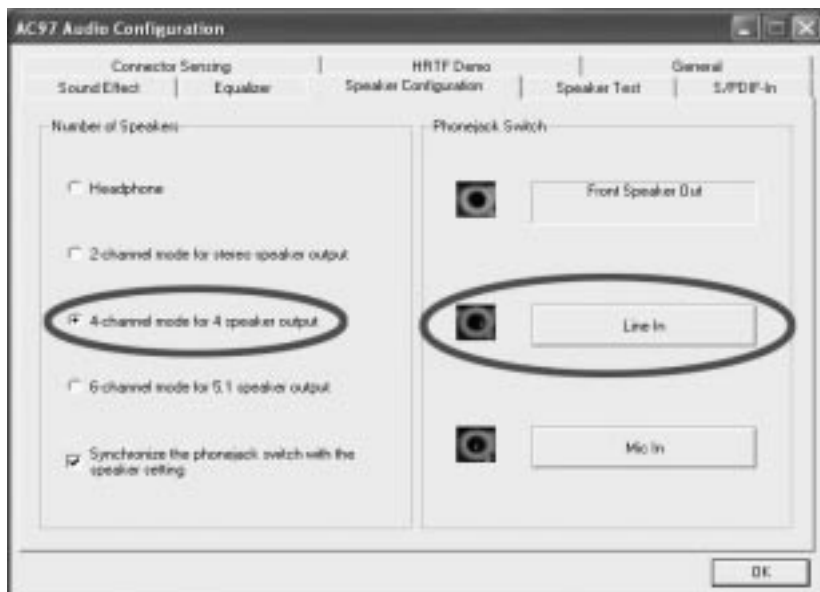 AC97 Audio Configuration
Connector Sensing
HRTF Demo
General
Sound Effect
Equalizer
Speaker Configuration
Speaker Test
S/PDIF-In
Number of Speakers
Headphone
2-channel mode for stereo speaker output
4-channel mode for 4 speaker output
6-channel mode for 5.1 speaker output
Synchronize the phonejack switch with the
speaker setting
Phonejack Switch
Front Speaker Out
Line In
Mic In
OK